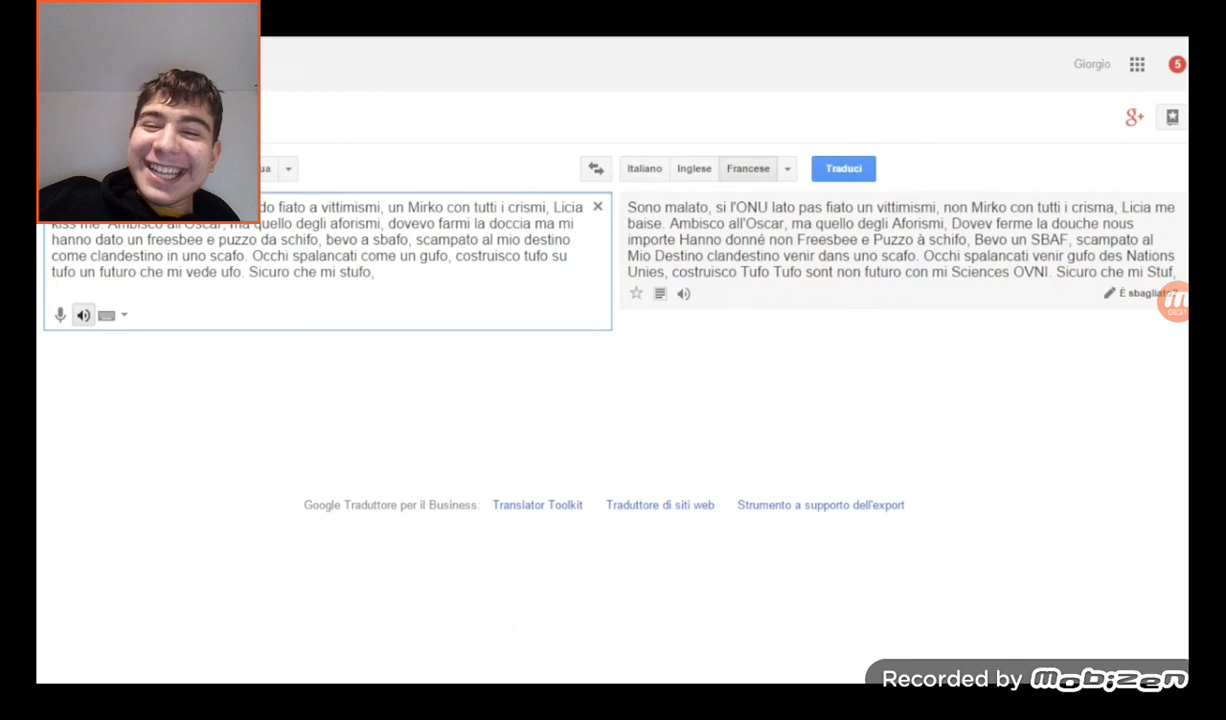 Giorgio
5
g+
ua
Italiano Inglese Francese
Traduci
do fiato a vittimismi, un Mirko con tutti i crismi, Licia
kiss me. Ambisco all'Oscar, ma quello degli aforismi, dovevo farmi la doccia ma mi
hanno dato un freesbee e puzzo da schifo, bevo a sbafo, scampato al mio destino
come clandestino in uno scafo. Occhi spalancati come un gufo, costruisco tufo su
tufo un futuro che mi vede ufo. Sicuro che mi stufo,
Sono malato, si l'ONU lato pas fiato un vittimismi, non Mirko con tutti i crisma, Licia me
baise. Ambisco all'Oscar, ma quello degli Aforismi, Dovev ferme la douche nous
importe Hanno donné non Freesbee e Puzzo à schifo, Bevo un SBAF, scampato al
Mio Destino clandestino venir dans uno scafo. Occhi spalancati venir gufo des Nations
Unies, costruisco Tufo Tufo sont non futuro con mi Sciences OVNI. Sicuro che mi Stuf,
È sbagliato?
08:31
Google Traduttore per il Business: Translator Toolkit Traduttore di siti web Strumento a supporto dell'export
Recorded by Mobizen